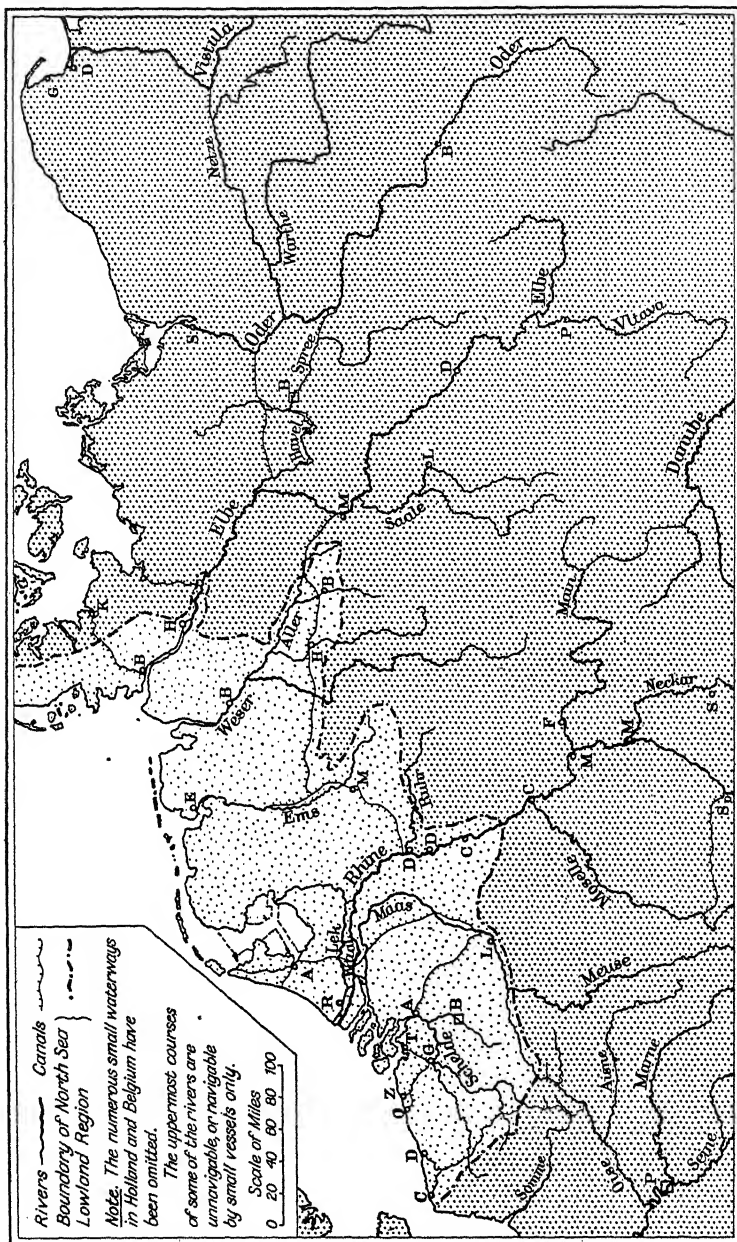 Rivers Canals
Boundary of North Sea
Lowland Region
Note. The numerous small waterways
in Holland and Belgium have
been omitted.
The uppermost courses
of some of the rivers are
unnavigable, or navigable
by small vessels only.
Scale of Miles
0 20 40 60 80 100
G
D
Vistula
Netze
Warthe
Oder
B
S
Oder
B
Spree
Havel
Elbe
K
H
B
Elbe
D
P
Vltava
M
L
Saale
Aller
B
H
B
Weser
E
Ems
M
Rhine
D
D
Ruhr
C
C
Lek
Waal
A
R
Maas
L
A
B
T
G
Schelde
Z
O
D
C
Main
F
M
M
Neckar
S
S
Moselle
Danube
Meuse
Aisne
Marne
Seine
Oise
Somme
P